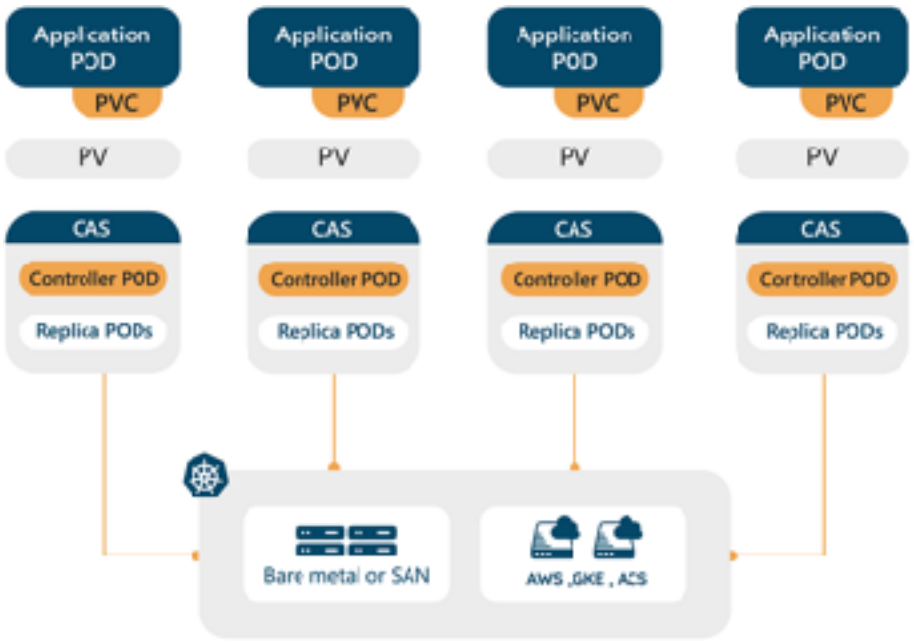 Application
POD
PVC
PV
CAS
Controller POD
Replica PODs
Application
POD
PVC
PV
CAS
Controller POD
Replica PODs
Application
POD
PVC
PV
CAS
Controller POD
Replica PODs
Application
POD
PVC
PV
CAS
Controller POD
Replica PODs
Bare metal or SAN
AWS ,GKE , ACS